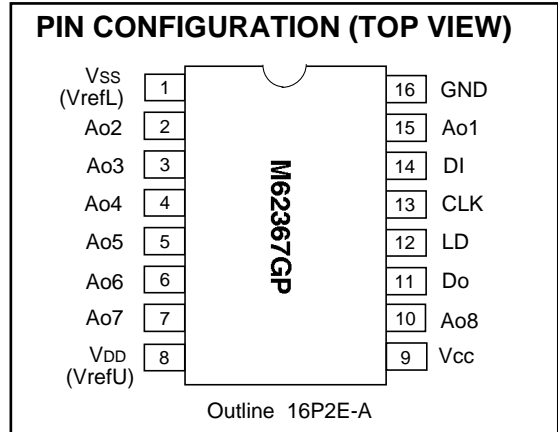 PIN CONFIGURATION (TOP VIEW)
Vss
(VrefL)
1
16
GND
Ao2
2
15
Ao1
Ao3
3
14
DI
Ao4
4
13
CLK
Ao5
5
12
LD
Ao6
6
11
Do
Ao7
7
10
Ao8
VDD
(VrefU)
8
9
Vcc
M62367GP
Outline 16P2E-A